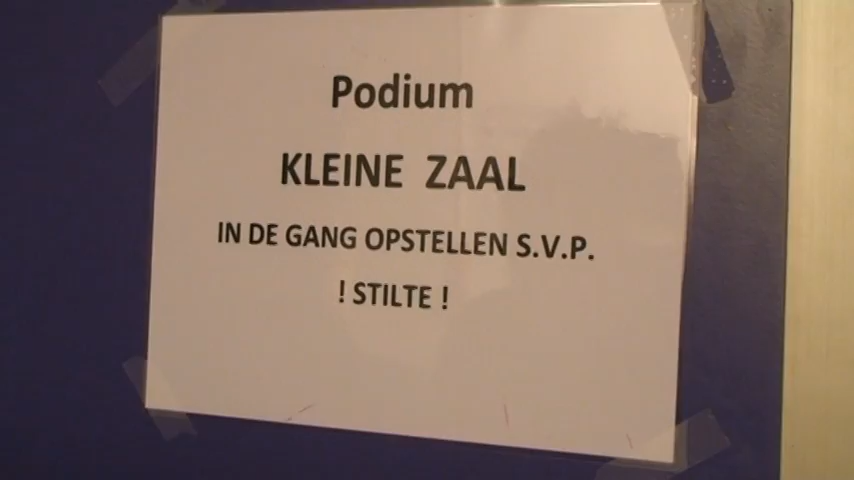 Podium
KLEINE ZAAL
IN DE GANG OPSTELLEN S.V.P.
! STILTE !